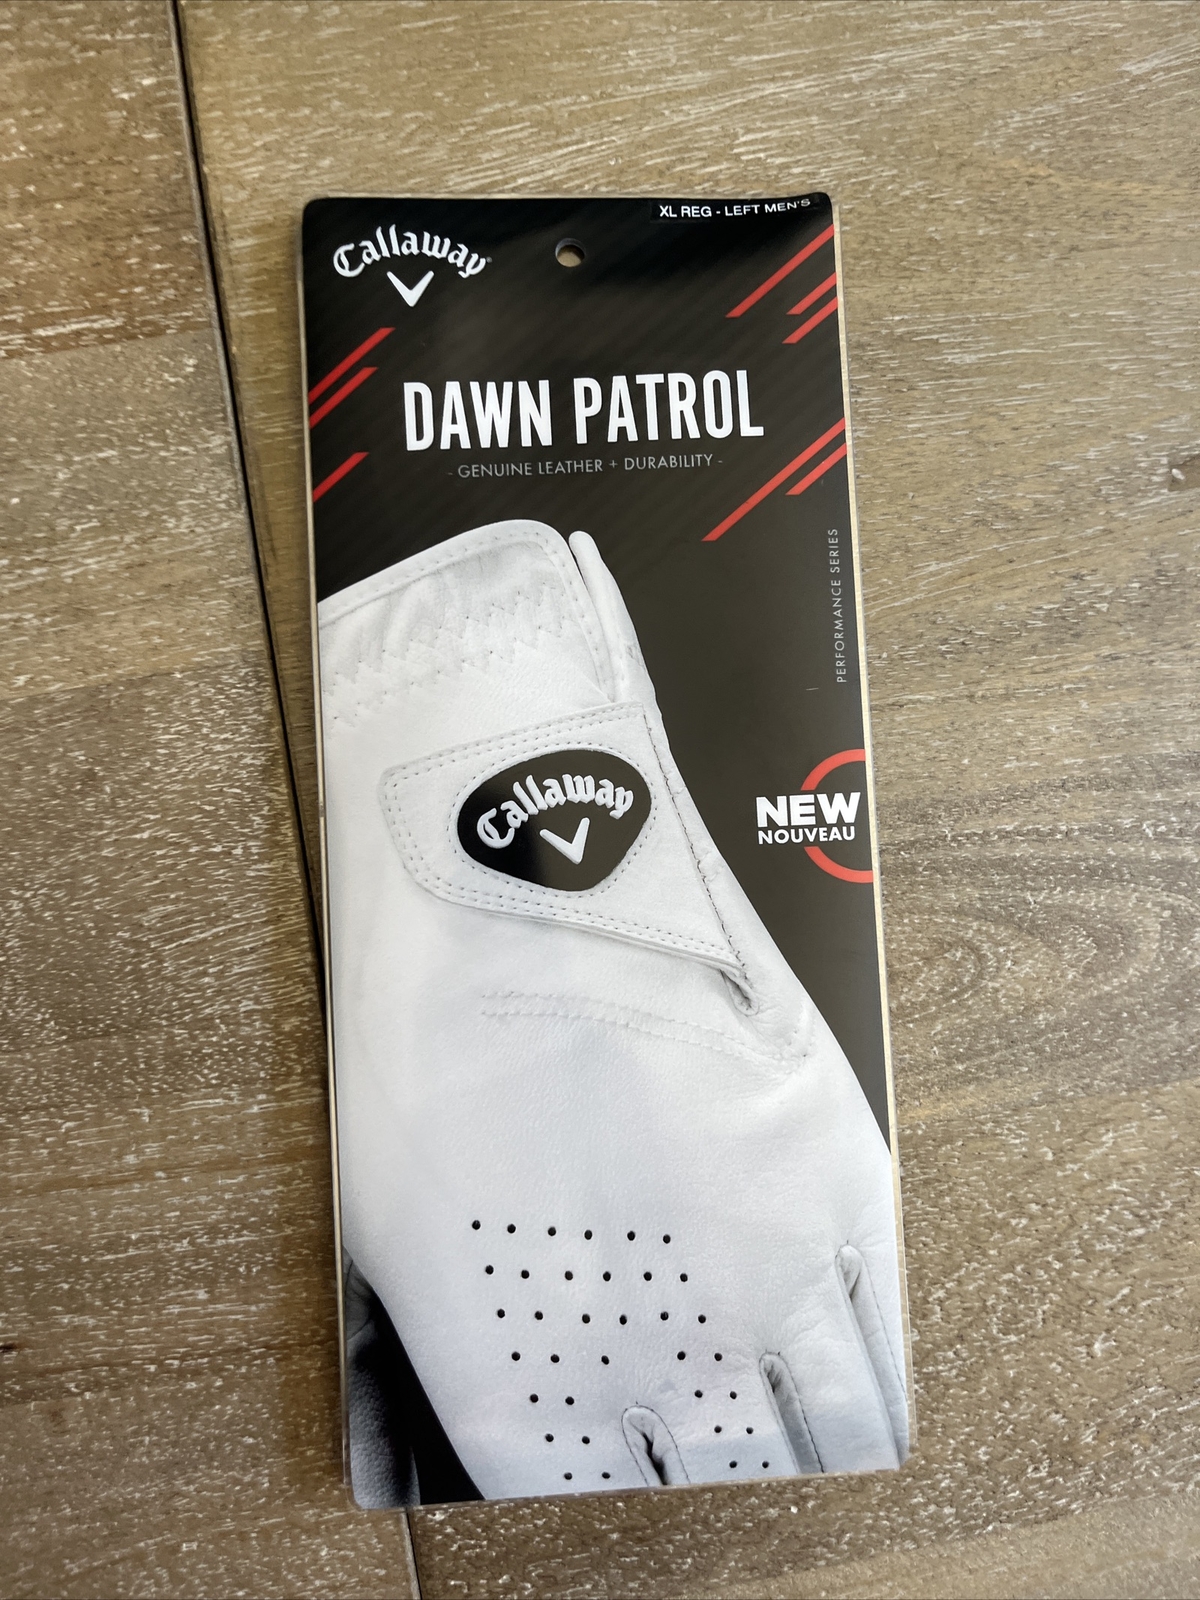 XL REG - LEFT MEN'S
Callaway
DAWN PATROL
- GENUINE LEATHER + DURABILITY -
PERFORMANCE SERIES
Callaway
NEW
NOUVEAU